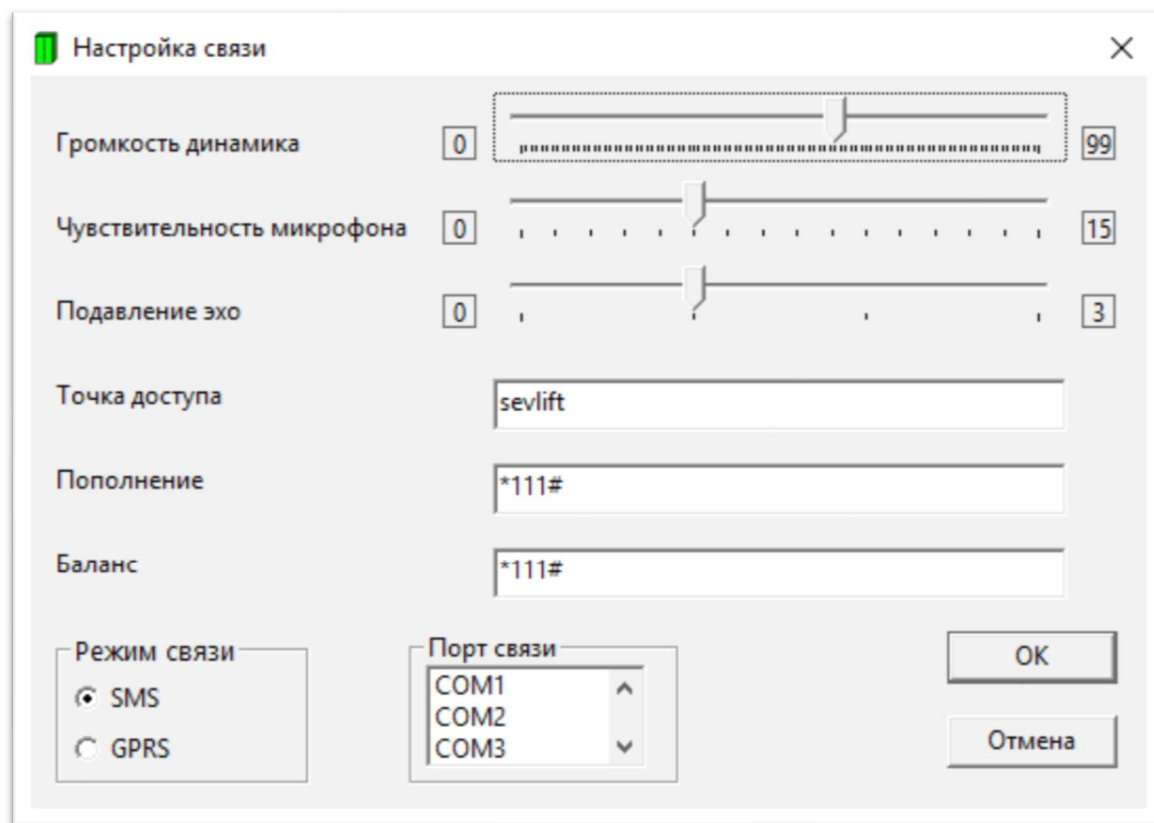 Настройка связи
Громкость динамика 0 99
Чувствительность микрофона 0 15
Подавление эхо 0 3
Точка доступа sevlift
Пополнение *111#
Баланс *111#
Режим связи
SMS
GPRS
Порт связи
COM1
COM2
COM3
OK
Отмена